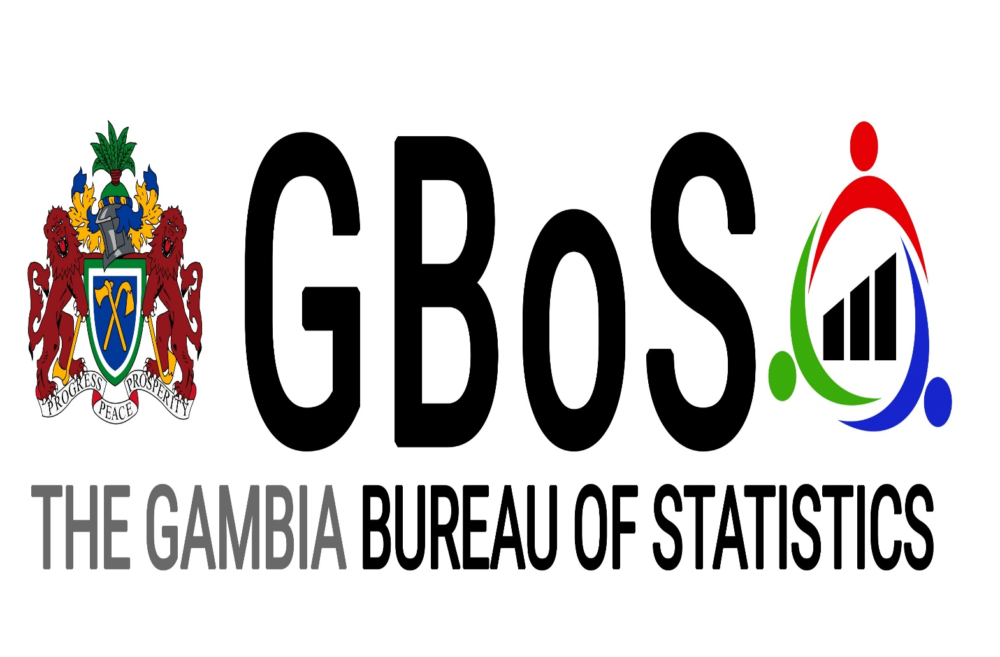 GBoS
PROGRESS
PEACE
PROSPERITY
THE GAMBIA BUREAU OF STATISTICS